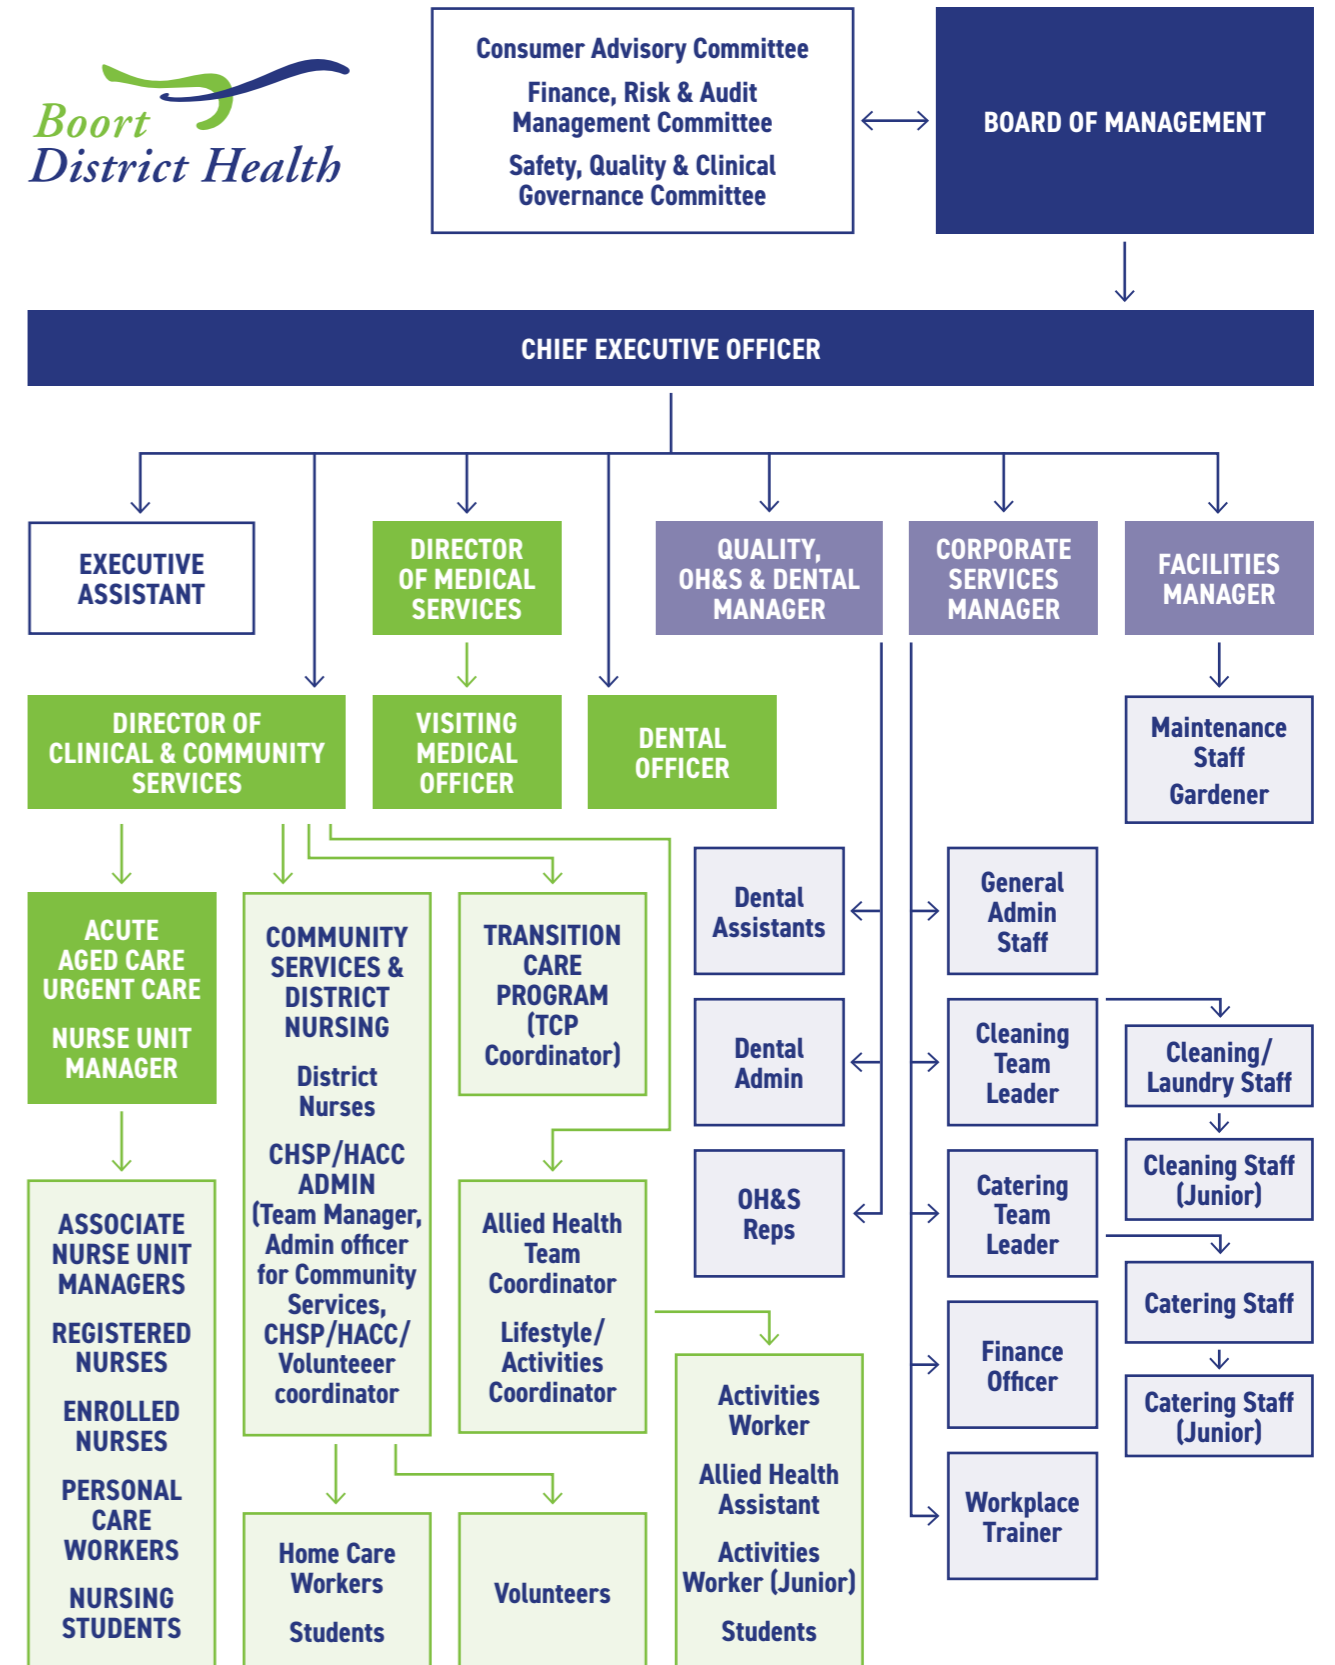 Boort
District Health
Consumer Advisory Committee
Finance, Risk & Audit
Management Committee
Safety, Quality & Clinical
Governance Committee
BOARD OF MANAGEMENT
CHIEF EXECUTIVE OFFICER
EXECUTIVE
ASSISTANT
DIRECTOR
OF MEDICAL
SERVICES
QUALITY,
OH&S & DENTAL
MANAGER
CORPORATE
SERVICES
MANAGER
FACILITIES
MANAGER
DIRECTOR OF
CLINICAL & COMMUNITY
SERVICES
VISITING
MEDICAL
OFFICER
DENTAL
OFFICER
Maintenance
Staff
Gardener
ACUTE
AGED CARE
URGENT CARE
NURSE UNIT
MANAGER
COMMUNITY
SERVICES &
DISTRICT
NURSING
District
Nurses
CHSP/HACC
ADMIN
(Team Manager,
Admin officer
for Community
Services,
CHSP/HACC/
Volunteeer
coordinator
TRANSITION
CARE
PROGRAM
(TCP
Coordinator)
Dental
Assistants
General
Admin
Staff
Dental
Admin
Cleaning
Team
Leader
Cleaning/
Laundry Staff
Cleaning Staff
(Junior)
OH&S
Reps
Catering
Team
Leader
Catering Staff
Catering Staff
(Junior)
Finance
Officer
Workplace
Trainer
ASSOCIATE
NURSE UNIT
MANAGERS
REGISTERED
NURSES
ENROLLED
NURSES
PERSONAL
CARE
WORKERS
NURSING
STUDENTS
Allied Health
Team
Coordinator
Lifestyle/
Activities
Coordinator
Activities
Worker
Allied Health
Assistant
Activities
Worker (Junior)
Students
Home Care
Workers
Students
Volunteers